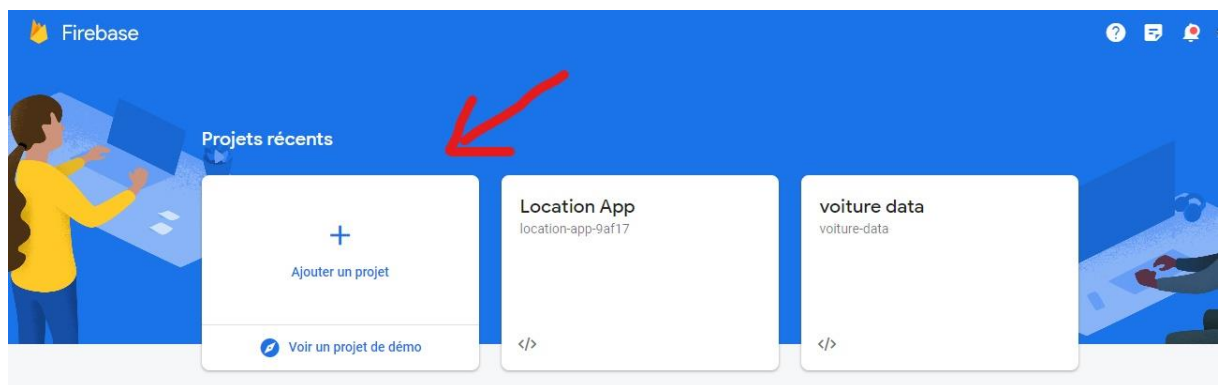 Firebase
Projets récents
+
Ajouter un projet
Voir un projet de démo
Location App
location-app-9af17
</>
voiture data
voiture-data
</>